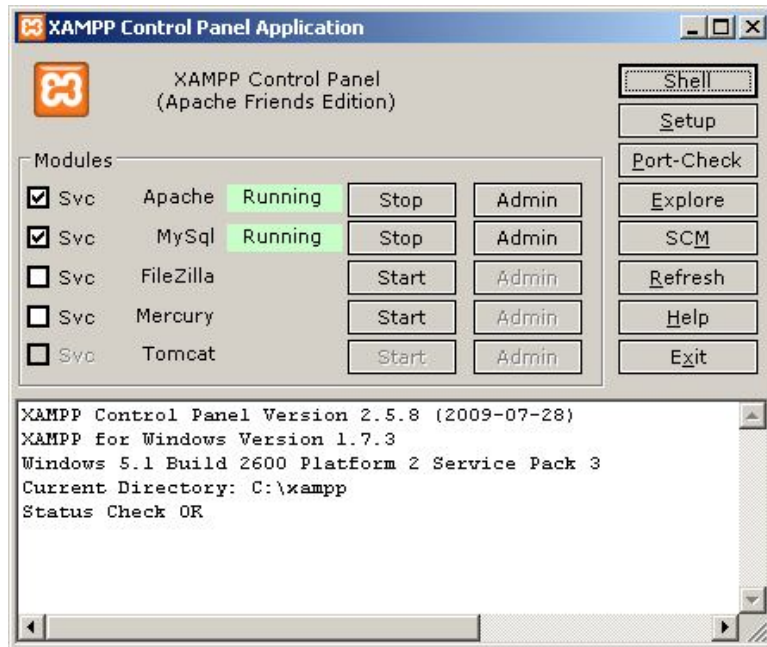 XAMPP Control Panel Application
XAMPP Control Panel
(Apache Friends Edition)
Shell
Setup
Port-Check
Explore
SCM
Refresh
Help
Exit
Modules
Svc Apache Running Stop Admin
Svc MySql Running Stop Admin
Svc FileZilla Start Admin
Svc Mercury Start Admin
Svc Tomcat Start Admin
XAMPP Control Panel Version 2.5.8 (2009-07-28)
XAMPP for Windows Version 1.7.3
Windows 5.1 Build 2600 Platform 2 Service Pack 3
Current Directory: C:\xampp
Status Check OK